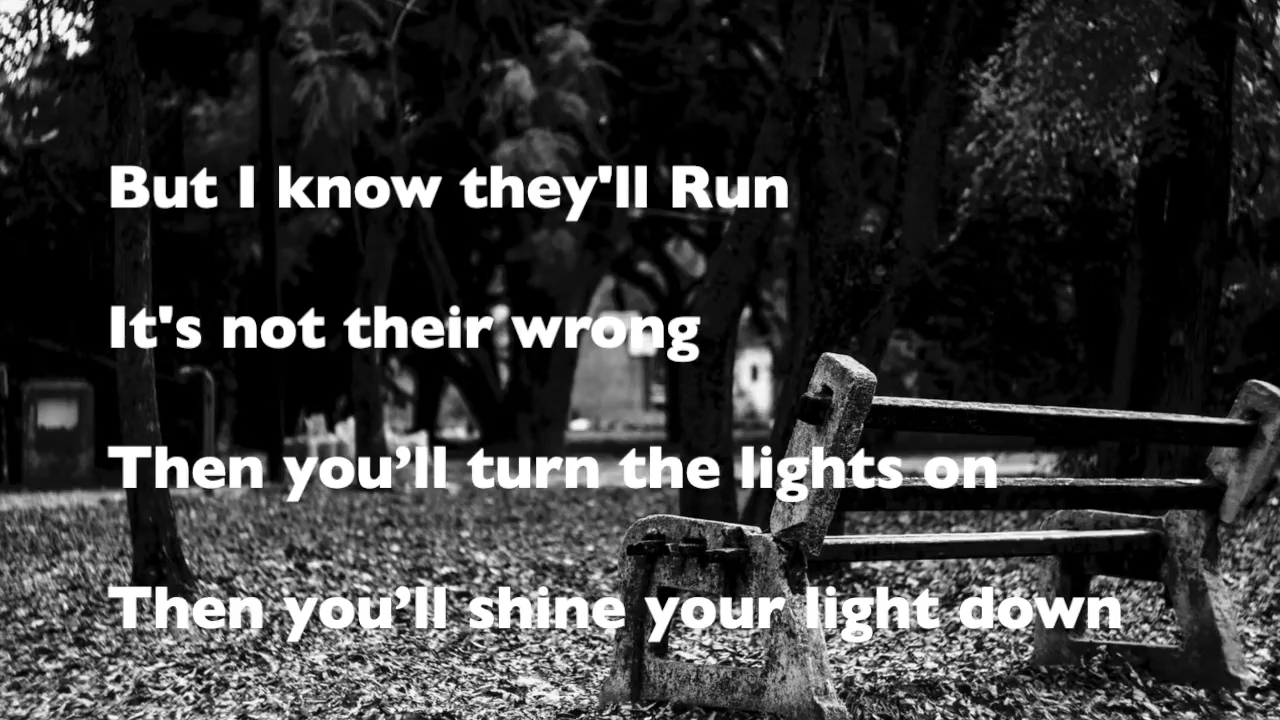 But I know they'll Run
It's not their wrong
Then you’ll turn the lights on
Then you’ll shine your light down